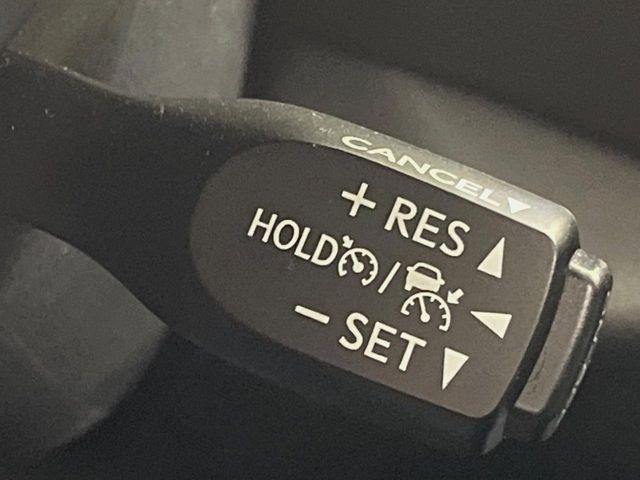 CANCEL▼
+ RES ▲
HOLD / ◀
− SET ▼